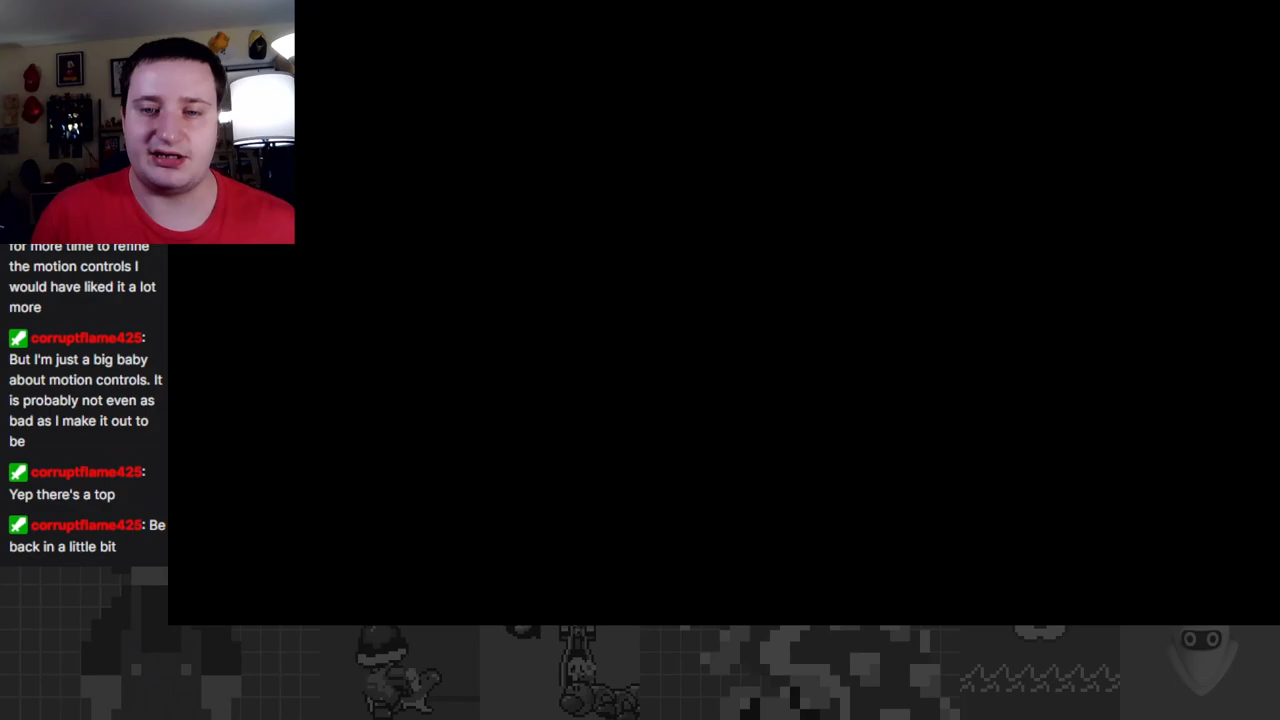 for more time to refine
the motion controls I
would have liked it a lot
more
corruptflame425:
But I'm just a big baby
about motion controls. It
is probably not even as
bad as I make it out to
be
corruptflame425:
Yep there's a top
corruptflame425: Be
back in a little bit